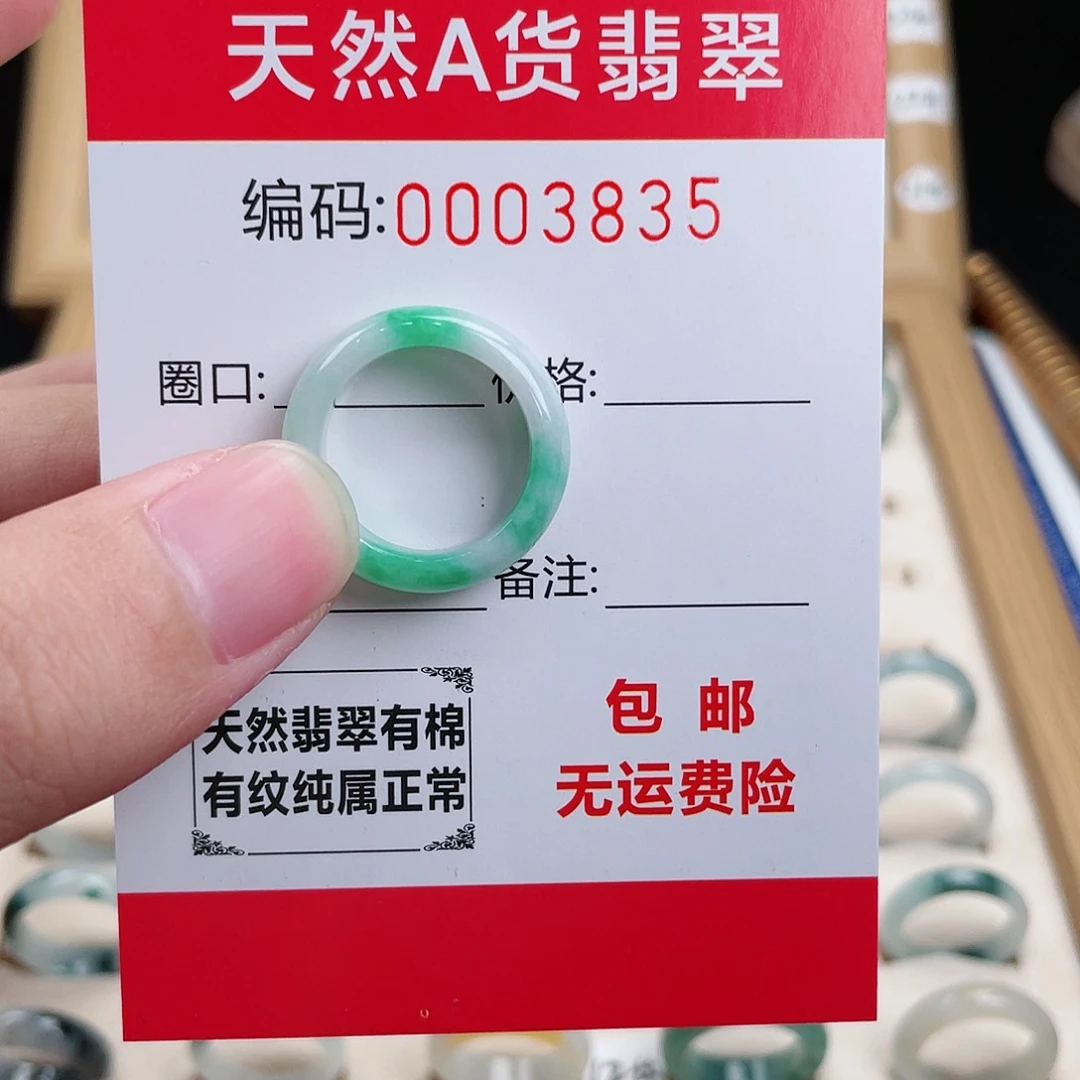 天然A货翡翠
编码:0003835
圈口: 价格:
备注:
天然翡翠有棉
有纹纯属正常
包邮
无运费险